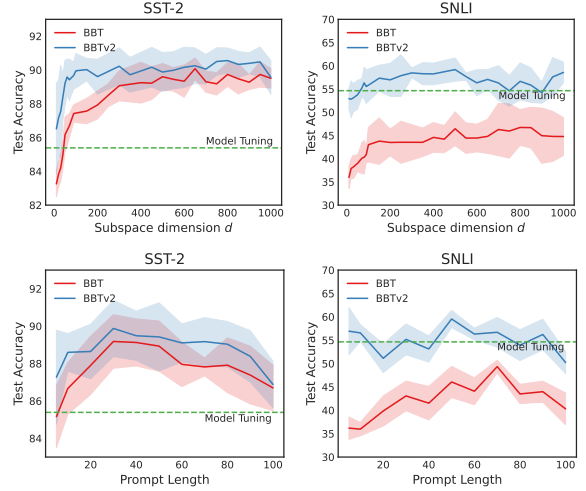 SST-2
92
90
88
86
84
82
Test Accuracy
BBT
BBTv2
Model Tuning
0
200
400
600
800
1000
Subspace dimension d
SNLI
70
65
60
55
50
45
40
35
30
Test Accuracy
BBT
BBTv2
Model Tuning
0
200
400
600
800
1000
Subspace dimension d
SST-2
92
90
88
86
84
Test Accuracy
BBT
BBTv2
Model Tuning
20
40
60
80
100
Prompt Length
SNLI
70
65
60
55
50
45
40
35
30
Test Accuracy
BBT
BBTv2
Model Tuning
20
40
60
80
100
Prompt Length